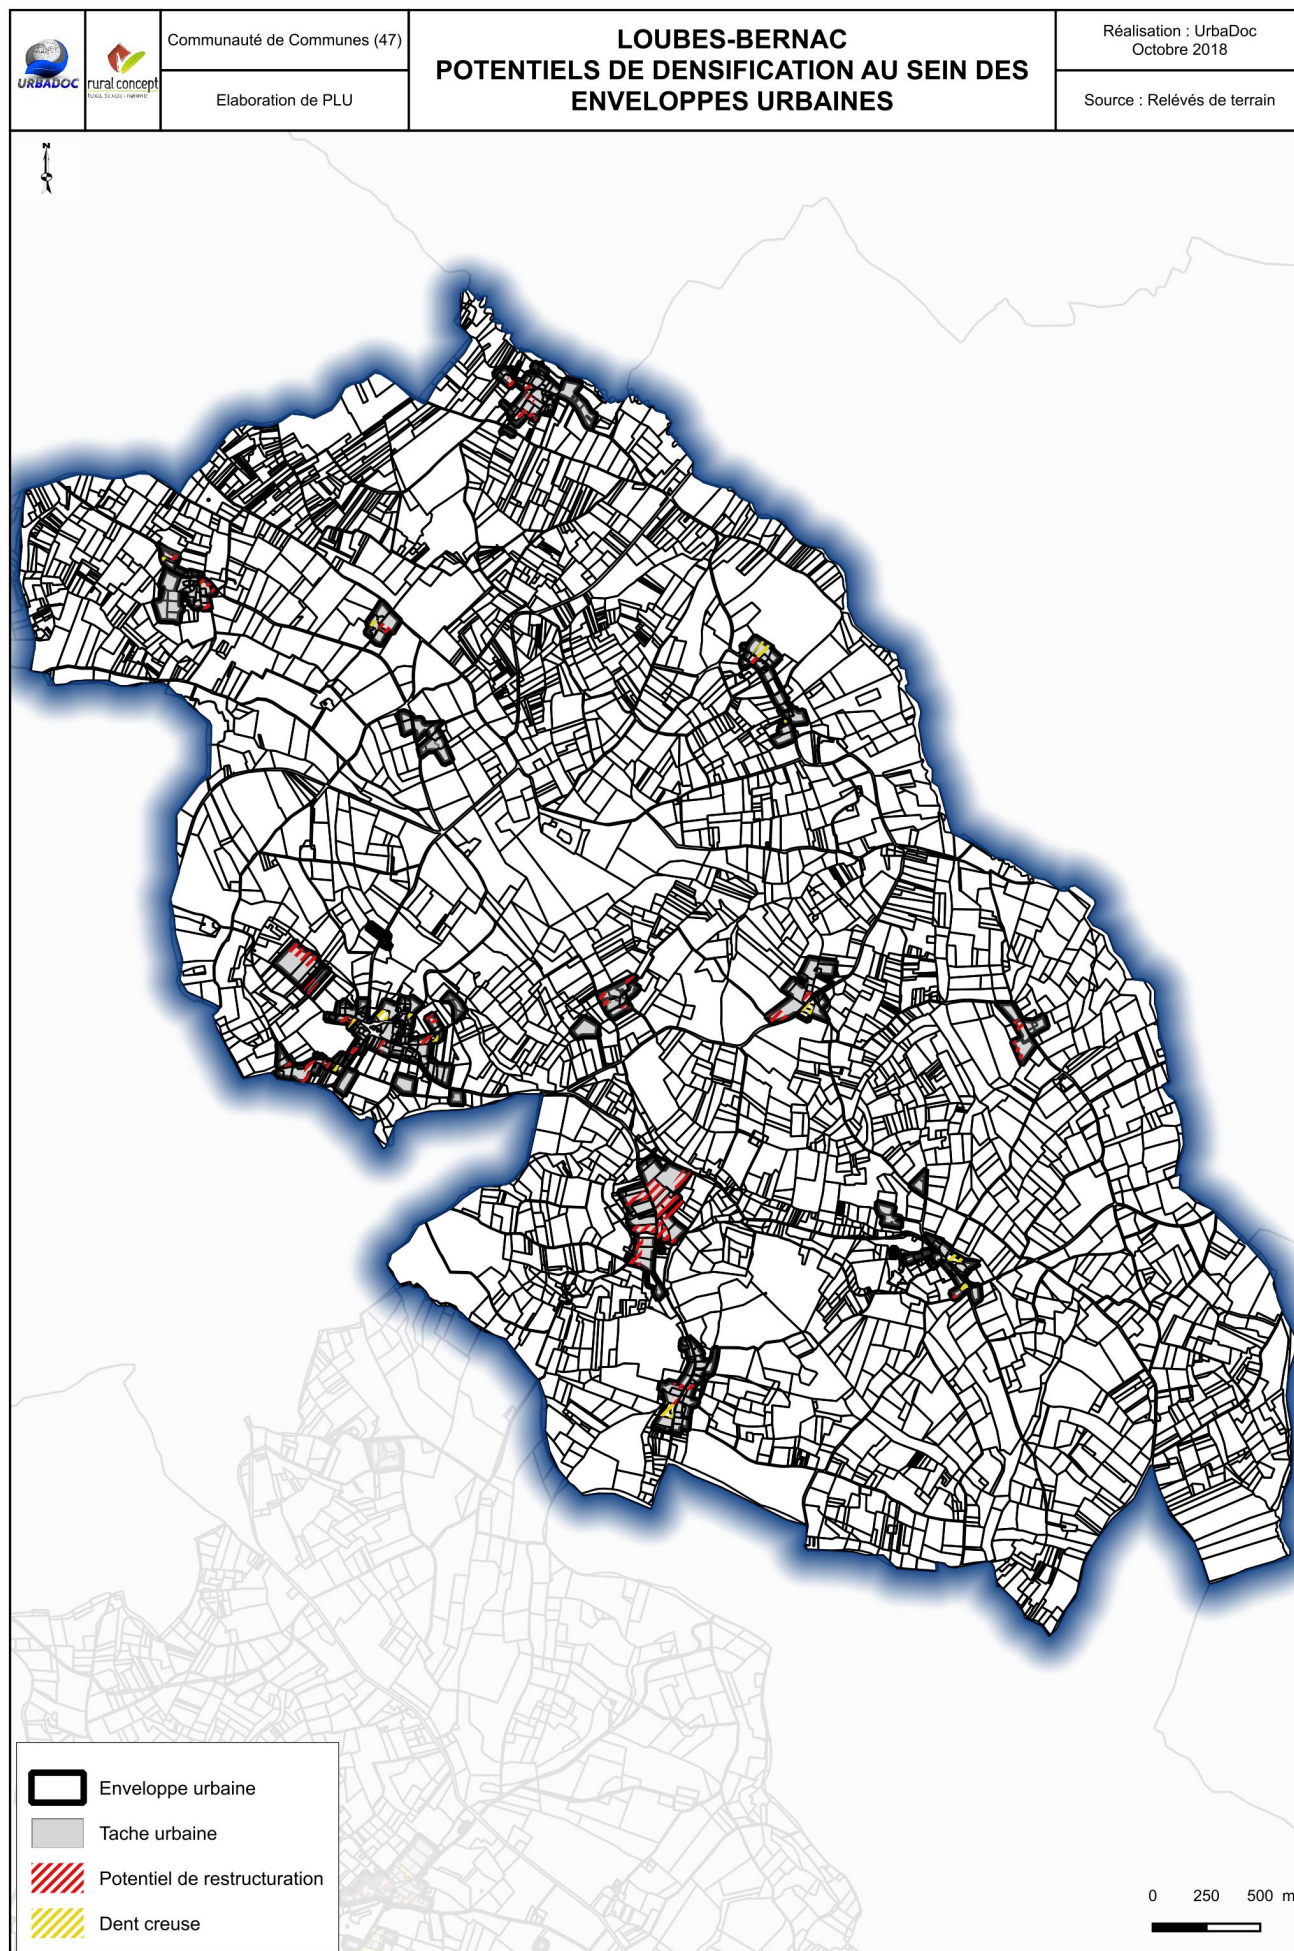 URBADOC
rural concept
Communauté de Communes (47)
Elaboration de PLU
LOUBES-BERNAC
POTENTIELS DE DENSIFICATION AU SEIN DES
ENVELOPPES URBAINES
Réalisation : UrbaDoc
Octobre 2018
Source : Relévés de terrain
N
Enveloppe urbaine
Tache urbaine
Potentiel de restructuration
Dent creuse
0 250 500 m